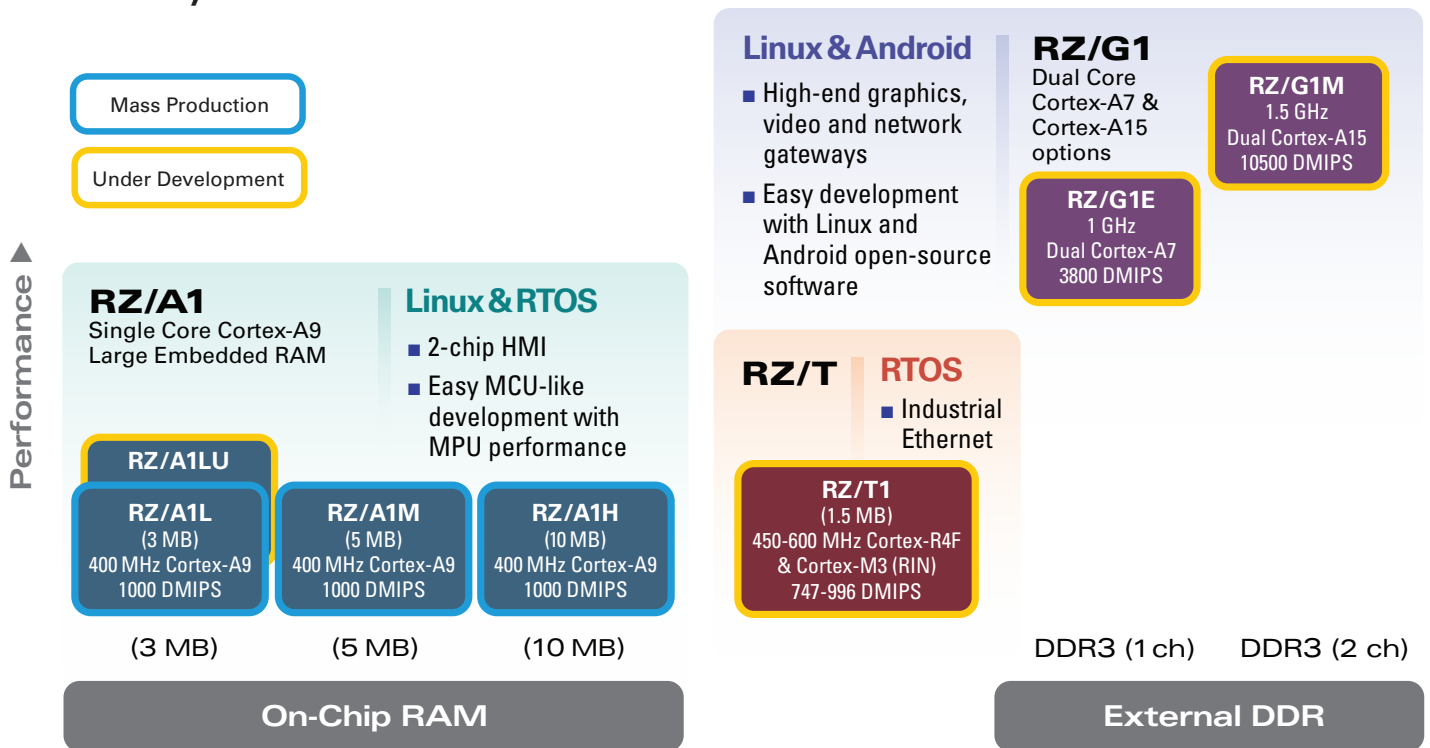 Mass Production
Under Development
Performance ▲
RZ/A1
Single Core Cortex-A9
Large Embedded RAM
Linux & RTOS
■ 2-chip HMI
■ Easy MCU-like
development with
MPU performance
RZ/A1LU
RZ/A1L
(3 MB)
400 MHz Cortex-A9
1000 DMIPS
RZ/A1M
(5 MB)
400 MHz Cortex-A9
1000 DMIPS
RZ/A1H
(10 MB)
400 MHz Cortex-A9
1000 DMIPS
(3 MB)
(5 MB)
(10 MB)
On-Chip RAM
Linux & Android
■ High-end graphics,
video and network
gateways
■ Easy development
with Linux and
Android open-source
software
RZ/G1
Dual Core
Cortex-A7 &
Cortex-A15
options
RZ/G1M
1.5 GHz
Dual Cortex-A15
10500 DMIPS
RZ/G1E
1 GHz
Dual Cortex-A7
3800 DMIPS
RZ/T
RTOS
■ Industrial
Ethernet
RZ/T1
(1.5 MB)
450-600 MHz Cortex-R4F
& Cortex-M3 (RIN)
747-996 DMIPS
DDR3 (1 ch)
DDR3 (2 ch)
External DDR